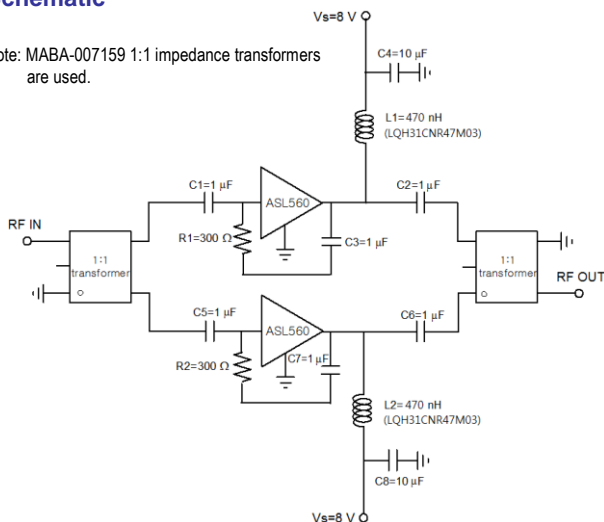 Vs=8 V
ote: MABA-007159 1:1 impedance transformers
are used.
C4=10 μF
L1=470 nH
(LQH31CNR47M03)
C1=1 μF
C2=1 μF
ASL560
RF IN
R1=300 Ω
C3=1 μF
1:1
transformer
1:1
transformer
RF OUT
C5=1 μF
C6=1 μF
ASL560
C7=1 μF
R2=300 Ω
L2=470 nH
(LQH31CNR47M03)
C8=10 μF
Vs=8 V